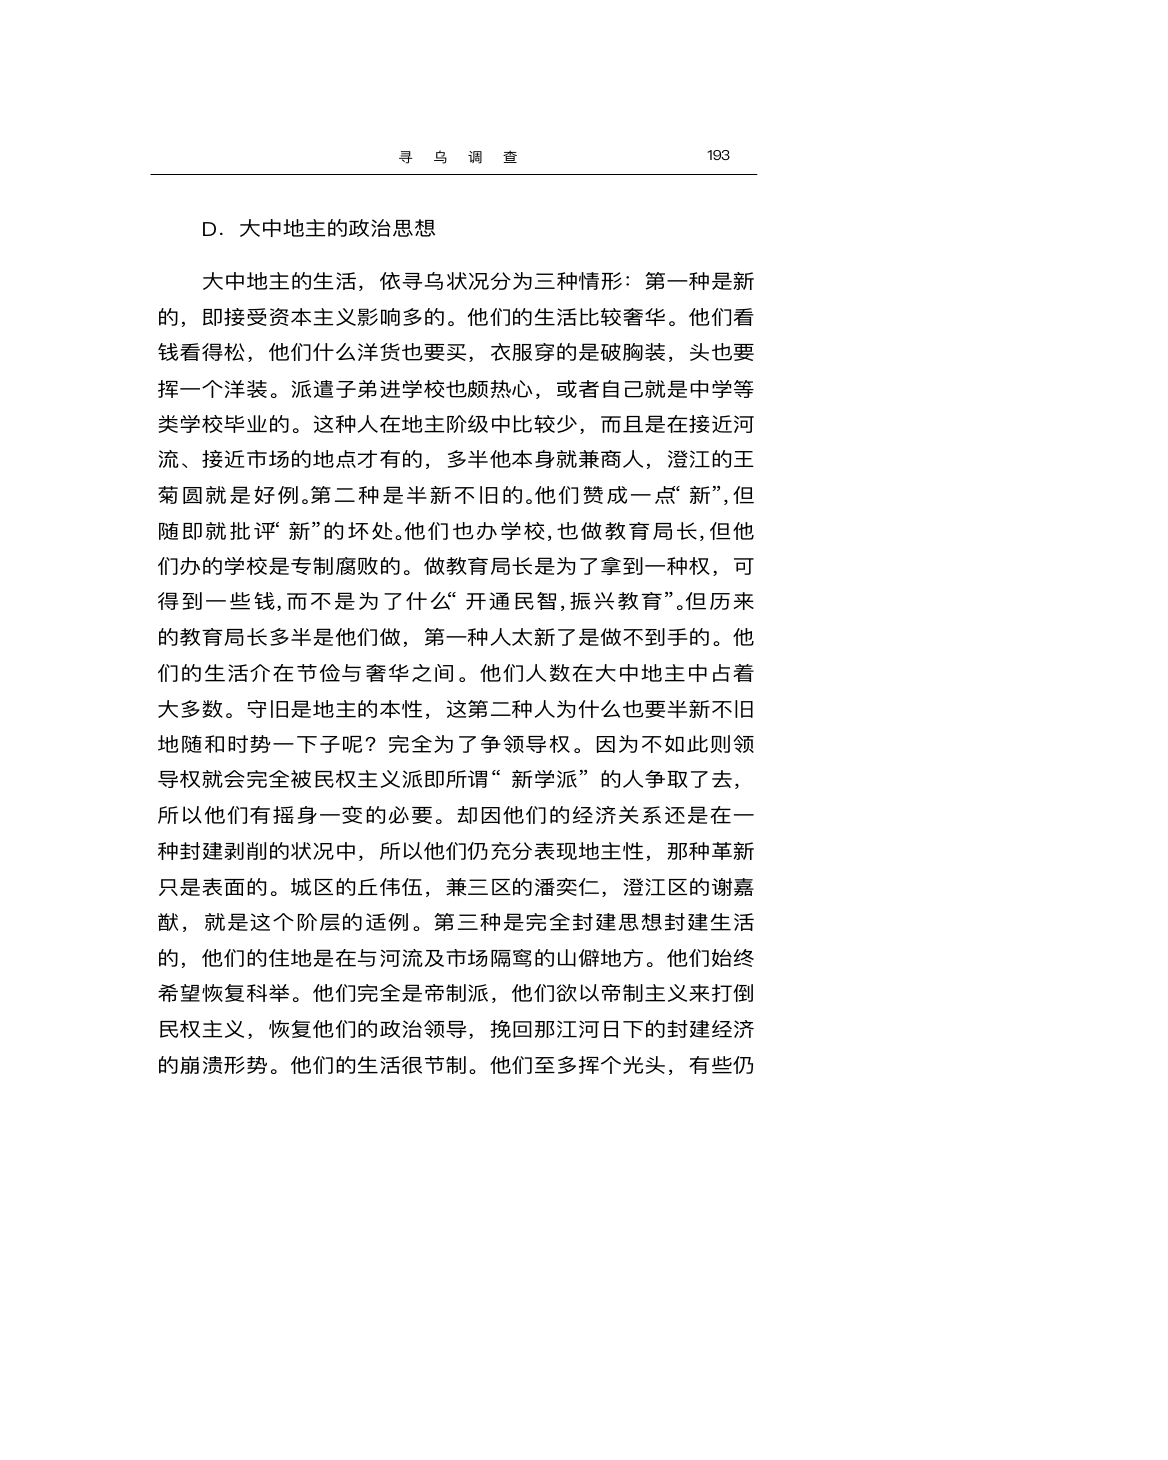 寻乌调查 193
D．大中地主的政治思想
大中地主的生活，依寻乌状况分为三种情形：第一种是新
的，即接受资本主义影响多的。他们的生活比较奢华。他们看
钱看得松，他们什么洋货也要买，衣服穿的是破胸装，头也要
挥一个洋装。派遣子弟进学校也颇热心，或者自己就是中学等
类学校毕业的。这种人在地主阶级中比较少，而且是在接近河
流、接近市场的地点才有的，多半他本身就兼商人，澄江的王
菊圆就是好例。第二种是半新不旧的。他们赞成一点“新”，但
随即就批评“新”的坏处。他们也办学校，也做教育局长，但他
们办的学校是专制腐败的。做教育局长是为了拿到一种权，可
得到一些钱，而不是为了什么“开通民智，振兴教育”。但历来
的教育局长多半是他们做，第一种人太新了是做不到手的。他
们的生活介在节俭与奢华之间。他们人数在大中地主中占着
大多数。守旧是地主的本性，这第二种人为什么也要半新不旧
地随和时势一下子呢？完全为了争领导权。因为不如此则领
导权就会完全被民权主义派即所谓“新学派”的人争取了去，
所以他们有摇身一变的必要。却因他们的经济关系还是在一
种封建剥削的状况中，所以他们仍充分表现地主性，那种革新
只是表面的。城区的丘伟伍，兼三区的潘奕仁，澄江区的谢嘉
猷，就是这个阶层的适例。第三种是完全封建思想封建生活
的，他们的住地是在与河流及市场隔窎的山僻地方。他们始终
希望恢复科举。他们完全是帝制派，他们欲以帝制主义来打倒
民权主义，恢复他们的政治领导，挽回那江河日下的封建经济
的崩溃形势。他们的生活很节制。他们至多挥个光头，有些仍